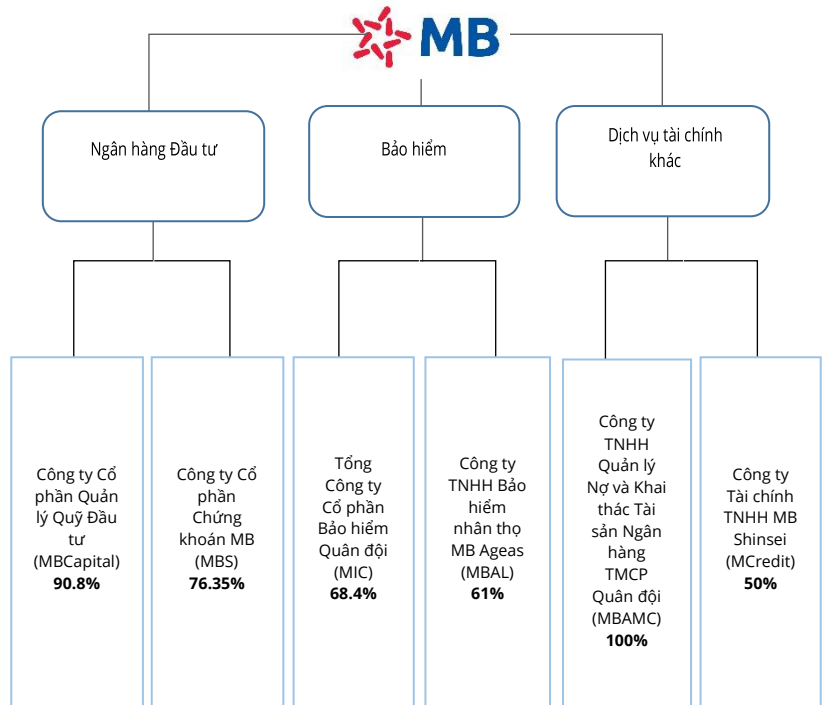 MB
Ngân hàng Đầu tư
Bảo hiểm
Dịch vụ tài chính
khác
Công ty Cổ
phần Quản
lý Quỹ Đầu
tư
(MBCapital)
90.8%
Công ty Cổ
phần
Chứng
khoán MB
(MBS)
76.35%
Tổng
Công ty
Cổ phần
Bảo hiểm
Quân đội
(MIC)
68.4%
Công ty
TNHH Bảo
hiểm
nhân thọ
MB Ageas
(MBAL)
61%
Công ty
TNHH
Quản lý
Nợ và Khai
thác Tài
sản Ngân
hàng
TMCP
Quân đội
(MBAMC)
100%
Công ty
Tài chính
TNHH MB
Shinsei
(MCredit)
50%